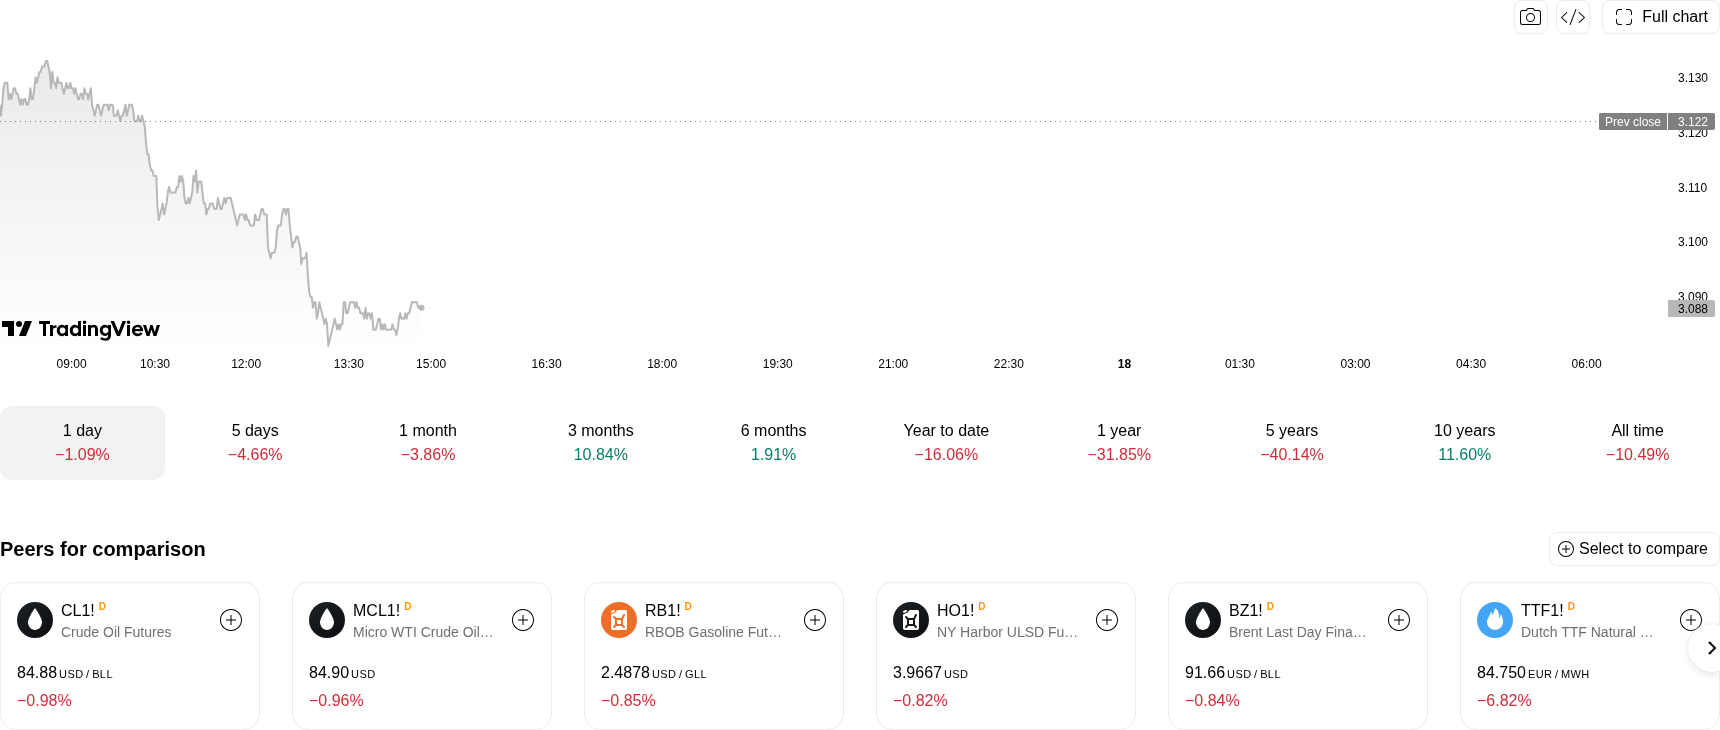 Full chart
3.130
Prev close 3.122
3.120
3.110
3.100
3.090
3.088
TradingView
09:00 10:30 12:00 13:30 15:00 16:30 18:00 19:30 21:00 22:30 18 01:30 03:00 04:30 06:00
1 day 5 days 1 month 3 months 6 months Year to date 1 year 5 years 10 years All time
−1.09% −4.66% −3.86% 10.84% 1.91% −16.06% −31.85% −40.14% 11.60% −10.49%
Peers for comparison
Select to compare
CL1! D
Crude Oil Futures
84.88 USD / BLL
−0.98%
MCL1! D
Micro WTI Crude Oil…
84.90 USD
−0.96%
RB1! D
RBOB Gasoline Fut…
2.4878 USD / GLL
−0.85%
HO1! D
NY Harbor ULSD Fu…
3.9667 USD
−0.82%
BZ1! D
Brent Last Day Fina…
91.66 USD / BLL
−0.84%
TTF1! D
Dutch TTF Natural …
84.750 EUR / MWH
−6.82%